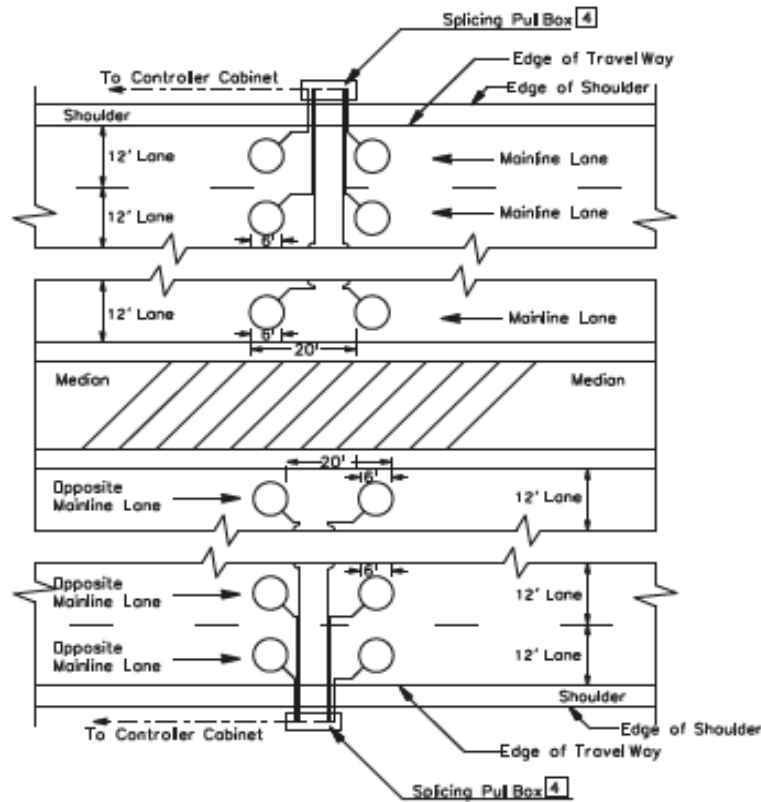 Splicing Pull Box 4
To Controller Cabinet
Edge of Travel Way
Edge of Shoulder
Shoulder
12' Lane
Mainline Lane
12' Lane
Mainline Lane
6'
12' Lane
Mainline Lane
6'
20'
Median
Median
20'
Opposite
Mainline Lane
6'
12' Lane
6'
Opposite
Mainline Lane
12' Lane
Opposite
Mainline Lane
12' Lane
Shoulder
Edge of Shoulder
To Controller Cabinet
Edge of Travel Way
Splicing Pull Box 4